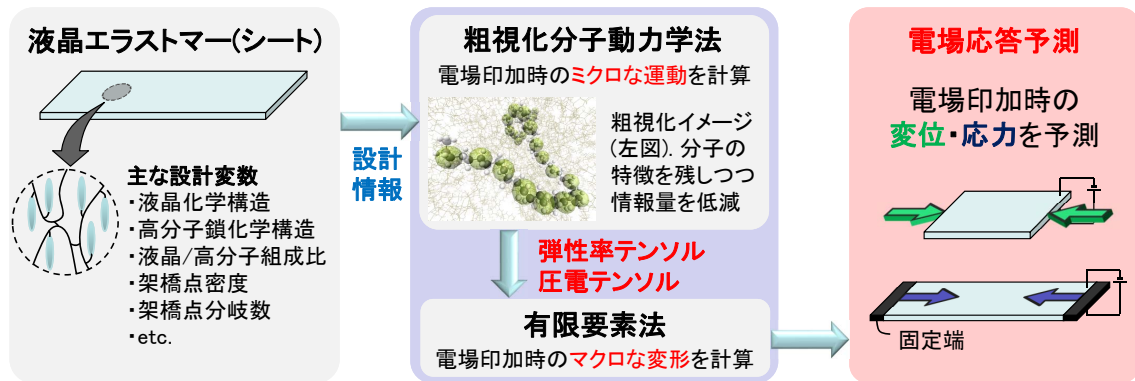 液晶エラストマー(シート)
主な設計変数
・液晶化学構造
・高分子鎖化学構造
・液晶/高分子組成比
・架橋点密度
・架橋点分岐数
・etc.
設計
情報
粗視化分子動力学法
電場印加時のミクロな運動を計算
粗視化イメージ
(左図). 分子の
特徴を残しつつ
情報量を低減
弾性率テンソル
圧電テンソル
有限要素法
電場印加時のマクロな変形を計算
電場応答予測
電場印加時の
変位・応力を予測
固定端